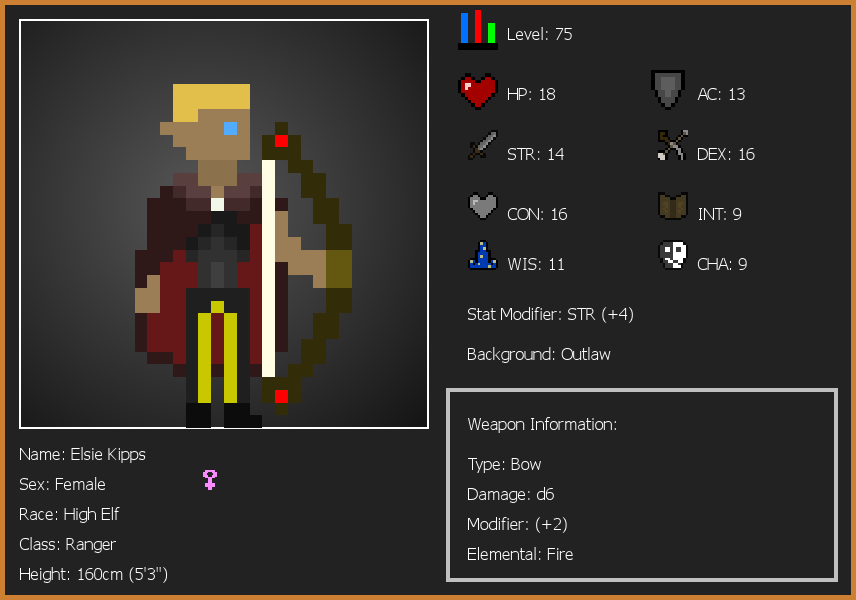 Level: 75
HP: 18
AC: 13
STR: 14
DEX: 16
CON: 16
INT: 9
WIS: 11
CHA: 9
Stat Modifier: STR (+4)
Background: Outlaw
Weapon Information:
Type: Bow
Damage: d6
Modifier: (+2)
Elemental: Fire
Name: Elsie Kipps
Sex: Female
Race: High Elf
Class: Ranger
Height: 160cm (5'3")